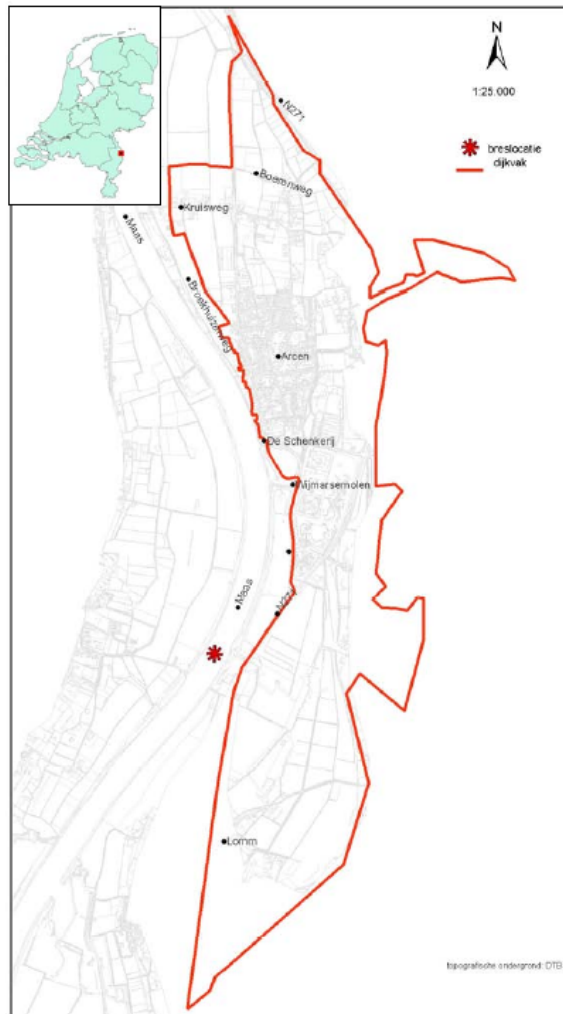 N
1:25.000
breslocatie
dijkvak
N271
Boerenweg
Kruisweg
Maas
Broekhuizerweg
Arcen
De Schenkerij
Wijmarsemolen
Maas
N271
Lomm
topografische ondergrond: DTB